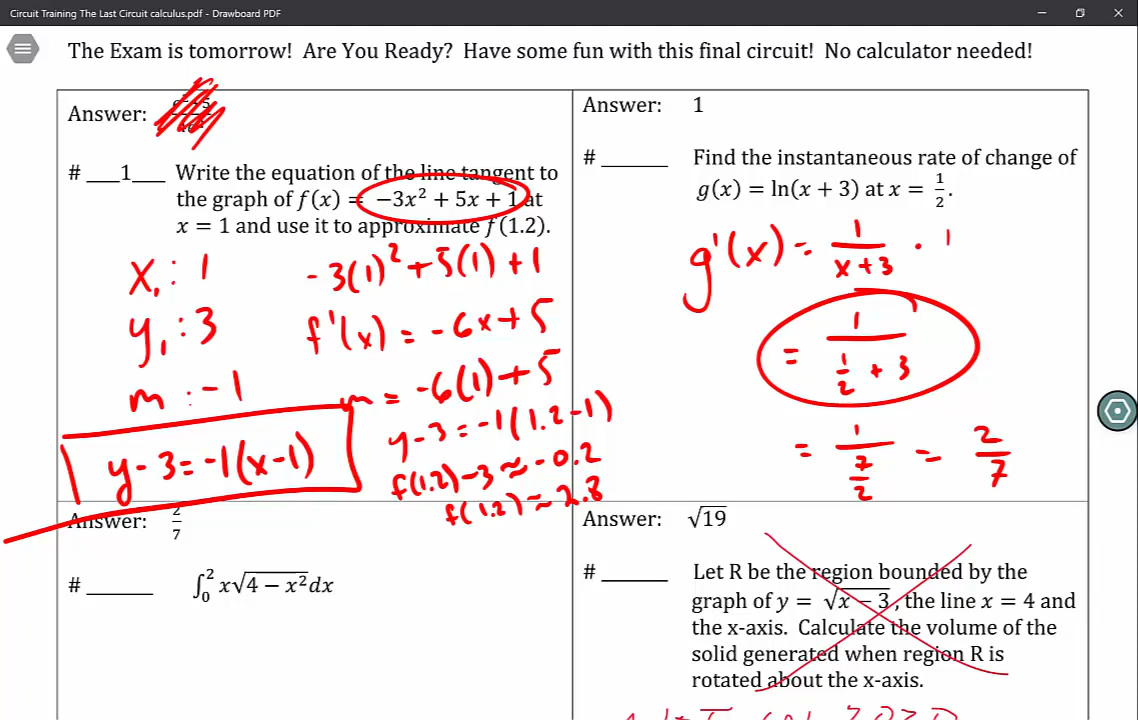 Circuit Training The Last Circuit calculus.pdf - Drawboard PDF
The Exam is tomorrow! Are You Ready? Have some fun with this final circuit! No calculator needed!
Answer:
# ___1___ Write the equation of the line tangent to
the graph of f(x) = −3x² + 5x + 1 at
x = 1 and use it to approximate f(1.2).
x₁ : 1
y₁ : 3
m : -1
y - 3 = -1(x-1)
-3(1)² + 5(1) + 1
f'(x) = -6x + 5
m = -6(1) + 5
y - 3 = -1(1.2 - 1)
f(1.2) - 3 ≈ -0.2
f(1.2) ≈ 2.8
Answer: 1
# ______ Find the instantaneous rate of change of
g(x) = ln(x + 3) at x = 1/2.
g'(x) = 1/(x+3) · 1
= 1/(1/2 + 3)
= 1/(7/2) = 2/7
Answer: 2/7
# ______ ∫₀² x√(4 − x²)dx
Answer: √19
# ______ Let R be the region bounded by the
graph of y = √(x − 3), the line x = 4 and
the x-axis. Calculate the volume of the
solid generated when region R is
rotated about the x-axis.